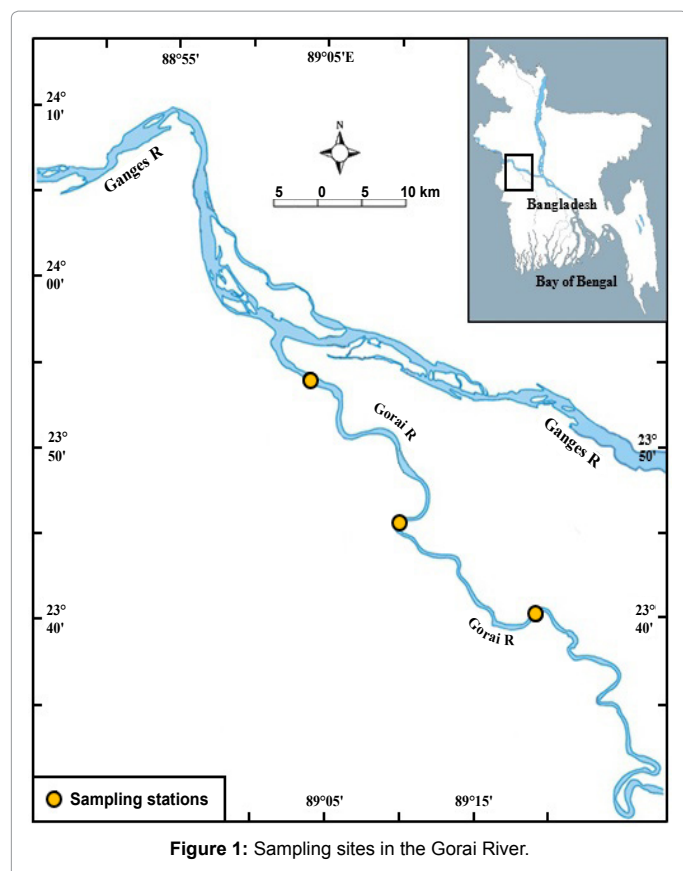 88°55'
89°05'E
24°
10'
N
Ganges R
5 0 5 10 km
Bangladesh
Bay of Bengal
24°
00'
Gorai R
Ganges R
23°
50'
23°
50'
23°
40'
23°
40'
Gorai R
Sampling stations
89°05'
89°15'
Figure 1: Sampling sites in the Gorai River.